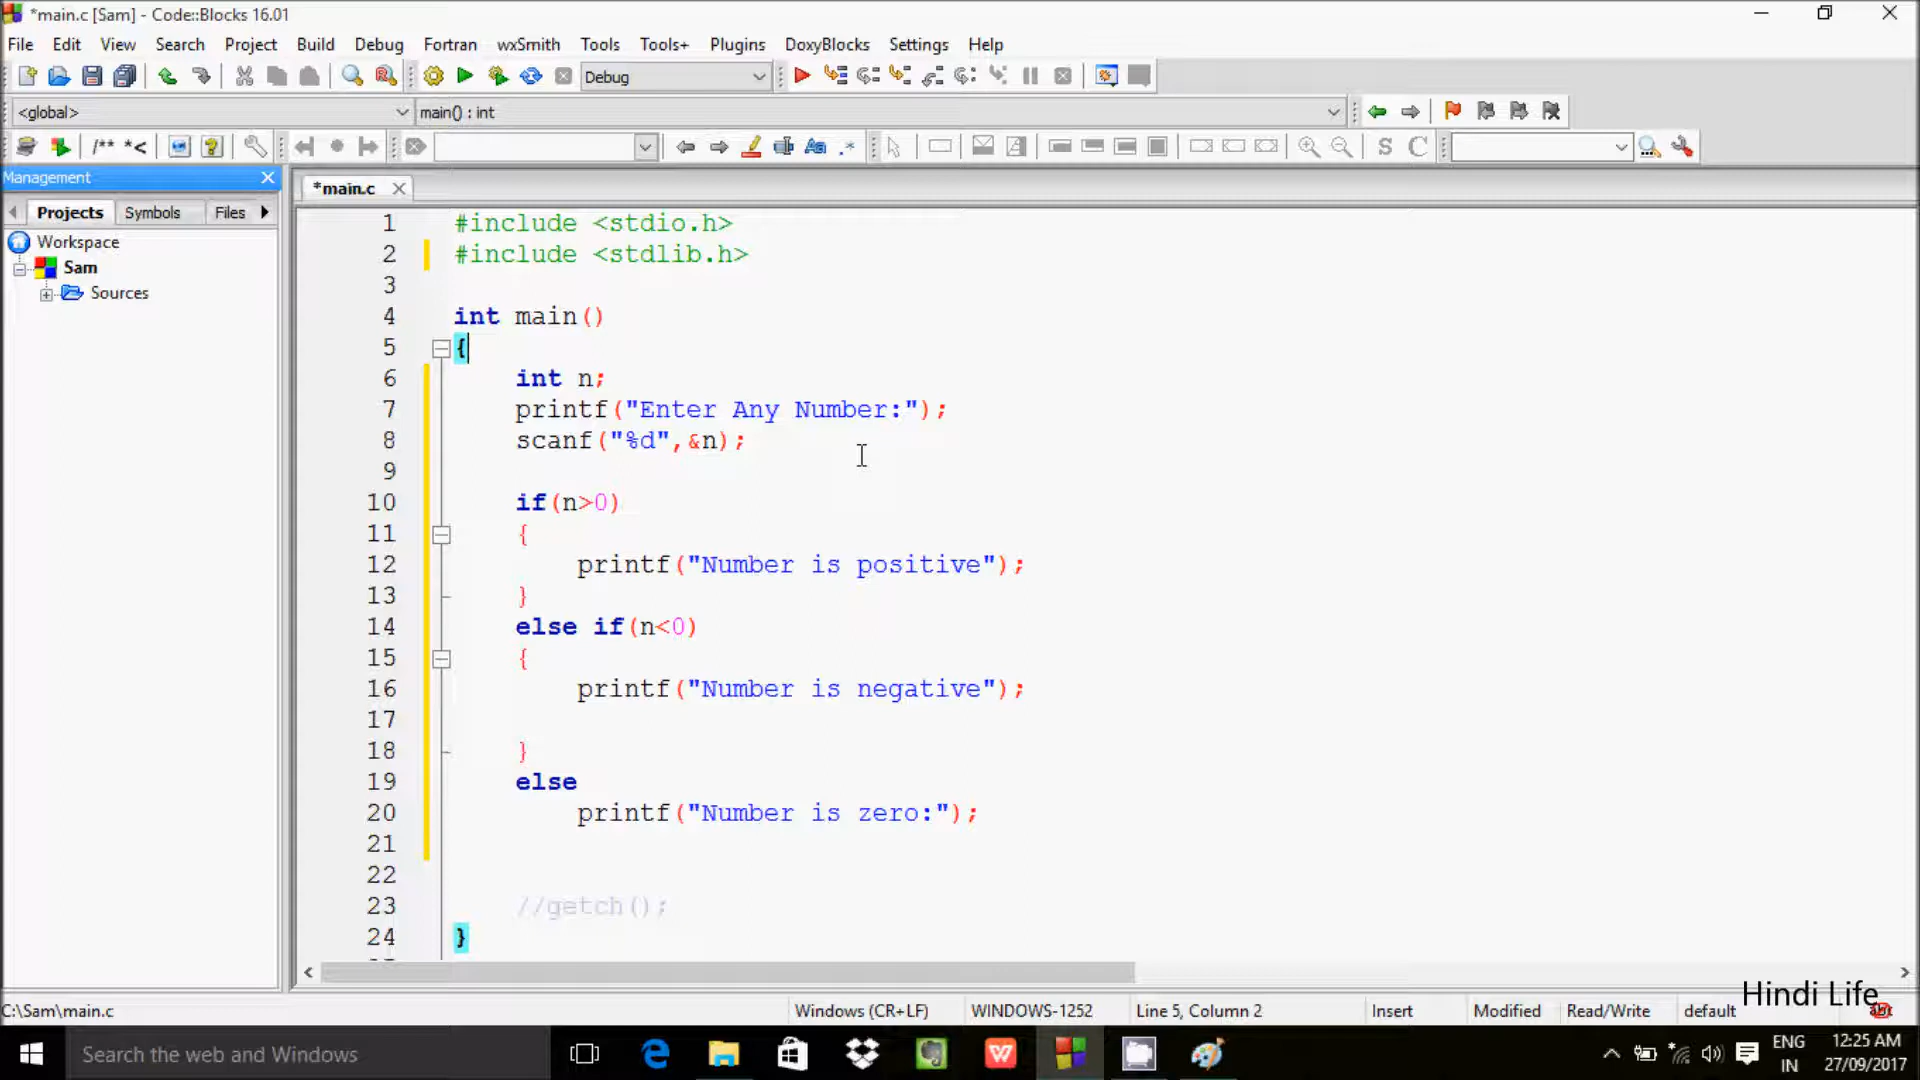 *main.c [Sam] - Code::Blocks 16.01
File Edit View Search Project Build Debug Fortran wxSmith Tools Tools+ Plugins DoxyBlocks Settings Help
Debug
<global> main() : int
/** *<
S C
Management
*main.c
Projects Symbols Files
Workspace
Sam
Sources
1 #include <stdio.h>
2 #include <stdlib.h>
3
4 int main()
5 {
6 int n;
7 printf("Enter Any Number:");
8 scanf("%d",&n);
9
10 if(n>0)
11 {
12 printf("Number is positive");
13 }
14 else if(n<0)
15 {
16 printf("Number is negative");
17
18 }
19 else
20 printf("Number is zero:");
21
22
23 //getch();
24 }
Hindi Life
C:\Sam\main.c Windows (CR+LF) WINDOWS-1252 Line 5, Column 2 Insert Modified Read/Write default
Search the web and Windows
ENG
IN
12:25 AM
27/09/2017